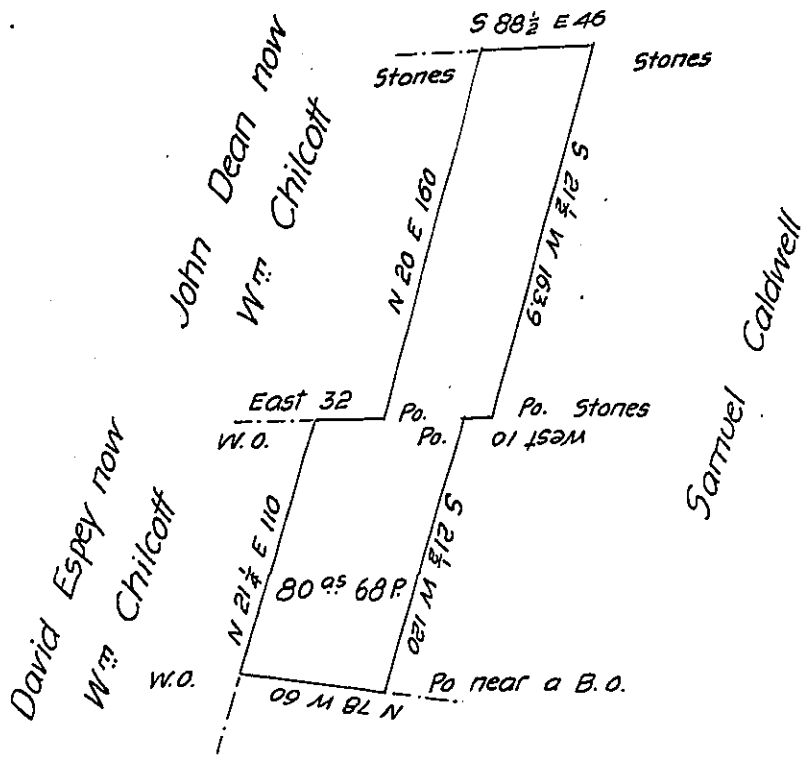 S 88½ E 46
Stones
Stones
John Dean now
Wm Chilcott
N 20 E 160
S 21½ W 163.9
Samuel Caldwell
East 32
Po.
Po. Stones
W.O.
Po.
West 10
David Espey now
Wm Chilcott
N 21¼ E 110
80 as 68 P.
S 21½ W 120
W.O.
N 78 W 60
Po near a B.O.